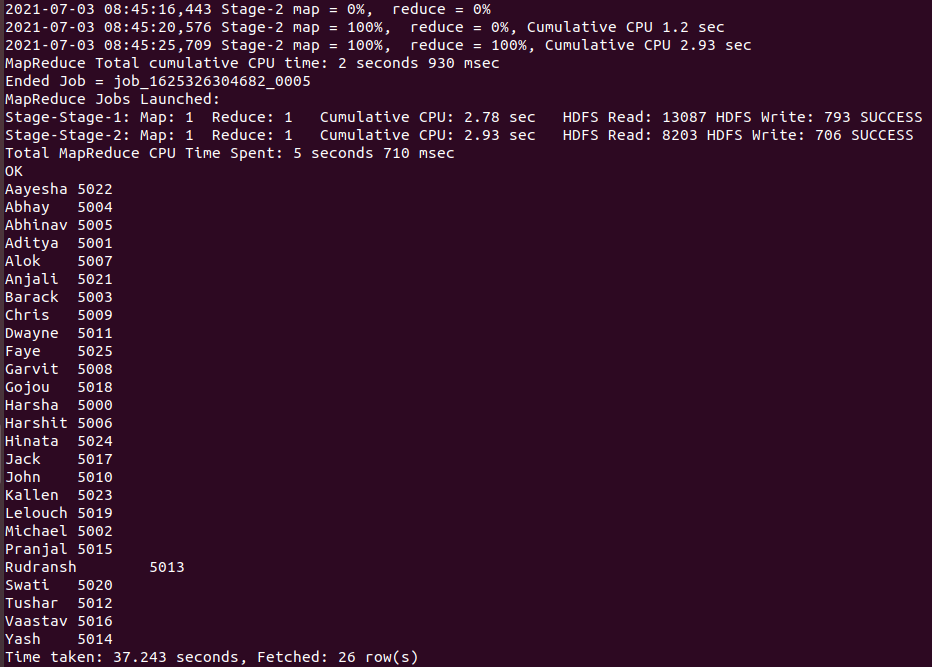 2021-07-03 08:45:16,443 Stage-2 map = 0%,  reduce = 0%
2021-07-03 08:45:20,576 Stage-2 map = 100%,  reduce = 0%, Cumulative CPU 1.2 sec
2021-07-03 08:45:25,709 Stage-2 map = 100%,  reduce = 100%, Cumulative CPU 2.93 sec
MapReduce Total cumulative CPU time: 2 seconds 930 msec
Ended Job = job_1625326304682_0005
MapReduce Jobs Launched:
Stage-Stage-1: Map: 1  Reduce: 1   Cumulative CPU: 2.78 sec   HDFS Read: 13087 HDFS Write: 793 SUCCESS
Stage-Stage-2: Map: 1  Reduce: 1   Cumulative CPU: 2.93 sec   HDFS Read: 8203 HDFS Write: 706 SUCCESS
Total MapReduce CPU Time Spent: 5 seconds 710 msec
OK
Aayesha 5022
Abhay   5004
Abhinav 5005
Aditya  5001
Alok    5007
Anjali  5021
Barack  5003
Chris   5009
Dwayne  5011
Faye    5025
Garvit  5008
Gojou   5018
Harsha  5000
Harshit 5006
Hinata  5024
Jack    5017
John    5010
Kallen  5023
Lelouch 5019
Michael 5002
Pranjal 5015
Rudransh        5013
Swati   5020
Tushar  5012
Vaastav 5016
Yash    5014
Time taken: 37.243 seconds, Fetched: 26 row(s)